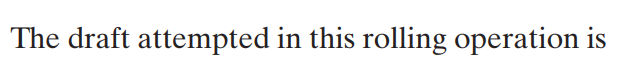 The draft attempted in this rolling operation is